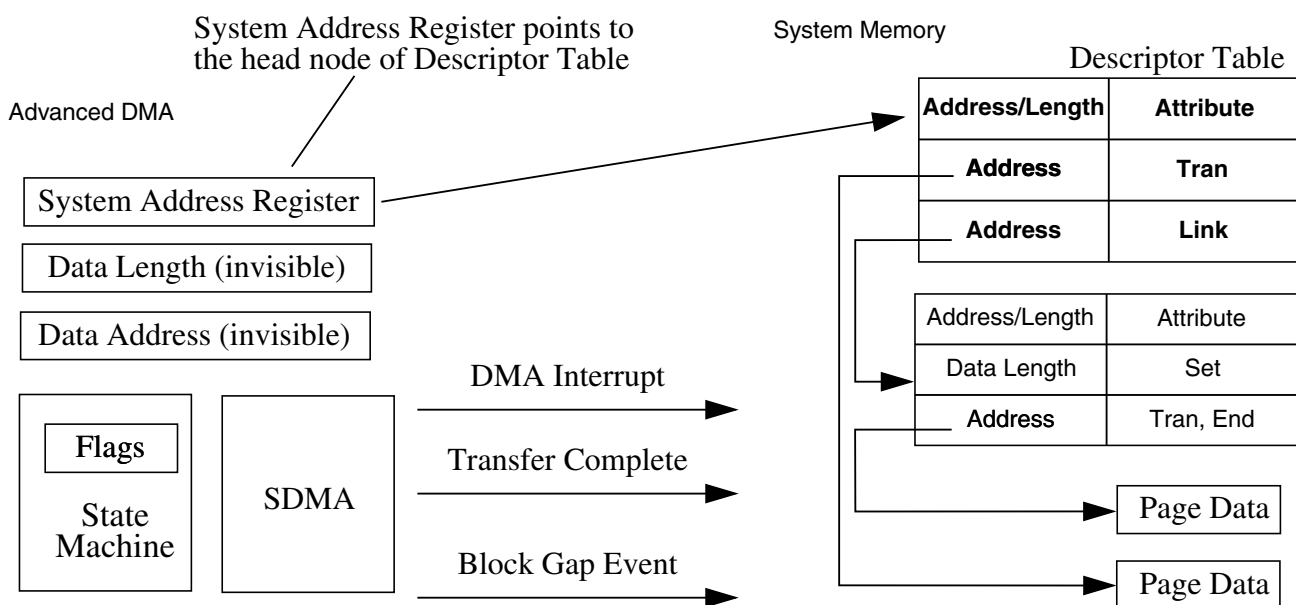 System Address Register points to
the head node of Descriptor Table
System Memory
Descriptor Table
Advanced DMA
Address/Length Attribute
Address Tran
Address Link
System Address Register
Data Length (invisible)
Data Address (invisible)
Address/Length Attribute
Data Length Set
Address Tran, End
Flags
State
Machine
SDMA
DMA Interrupt
Transfer Complete
Block Gap Event
Page Data
Page Data